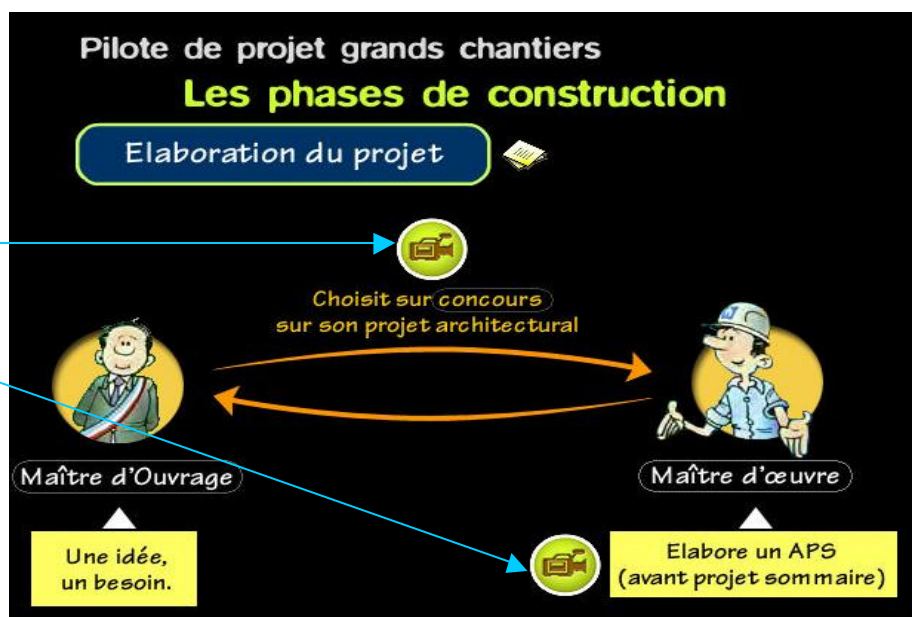 Pilote de projet grands chantiers
Les phases de construction
Elaboration du projet
Choisit sur concours
sur son projet architectural
Maître d'Ouvrage
Maître d'œuvre
Une idée,
un besoin.
Elabore un APS
(avant projet sommaire)